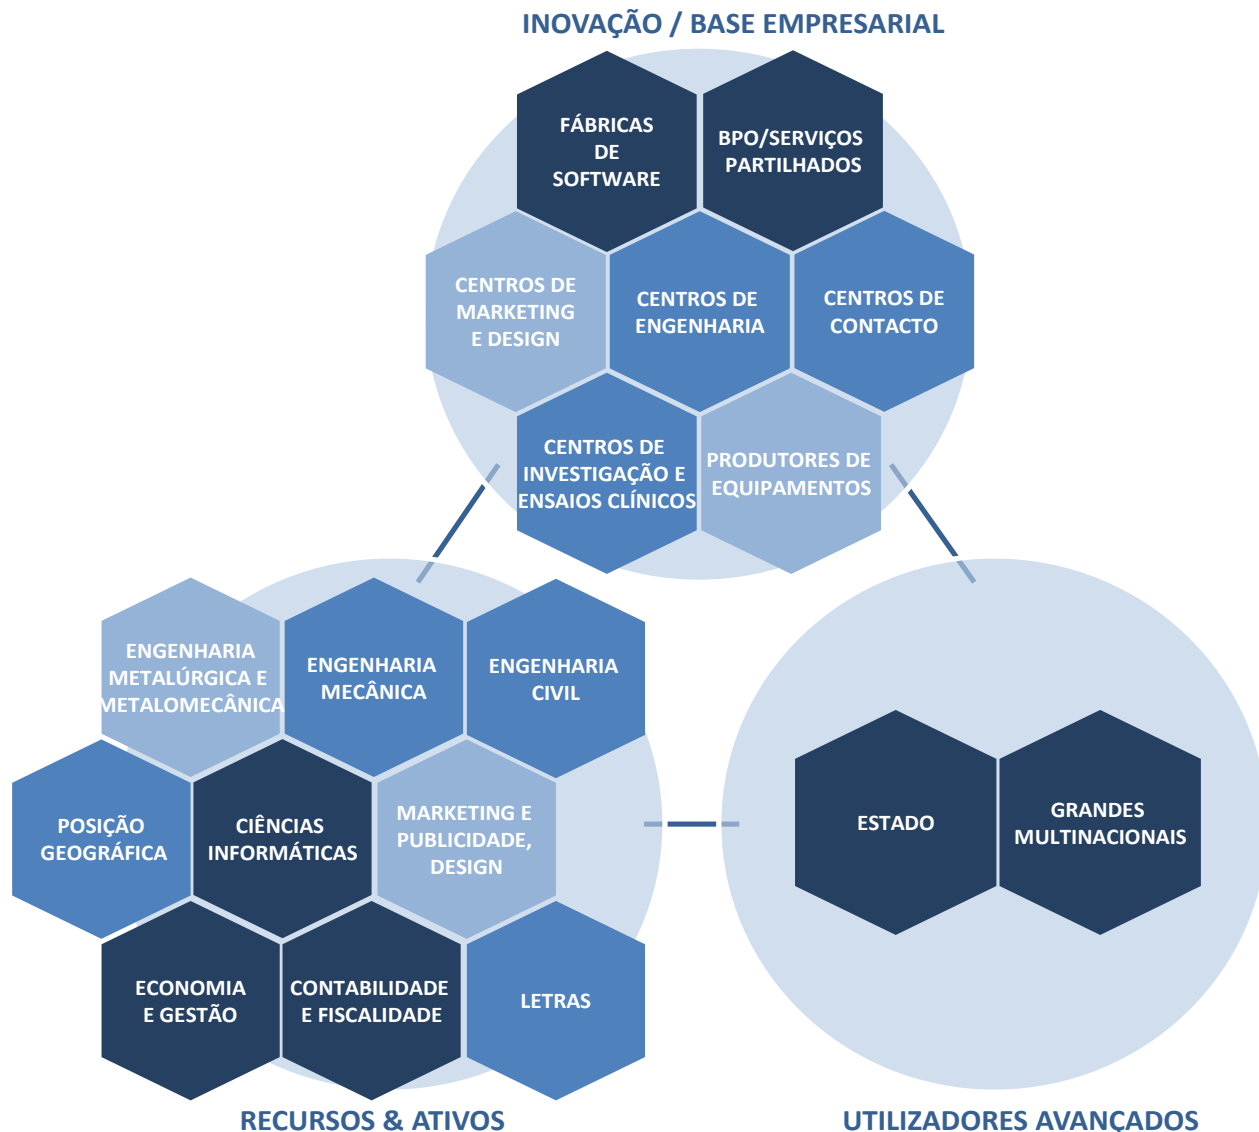 INOVAÇÃO / BASE EMPRESARIAL
FÁBRICAS
DE
SOFTWARE
BPO/SERVIÇOS
PARTILHADOS
CENTROS DE
MARKETING
E DESIGN
CENTROS DE
ENGENHARIA
CENTROS DE
CONTACTO
CENTROS DE
INVESTIGAÇÃO E
ENSAIOS CLÍNICOS
PRODUTORES DE
EQUIPAMENTOS
ENGENHARIA
METALÚRGICA E
METALOMECÂNICA
ENGENHARIA
MECÂNICA
ENGENHARIA
CIVIL
POSIÇÃO
GEOGRÁFICA
CIÊNCIAS
INFORMÁTICAS
MARKETING E
PUBLICIDADE,
DESIGN
ECONOMIA
E GESTÃO
CONTABILIDADE
E FISCALIDADE
LETRAS
RECURSOS & ATIVOS
ESTADO
GRANDES
MULTINACIONAIS
UTILIZADORES AVANÇADOS